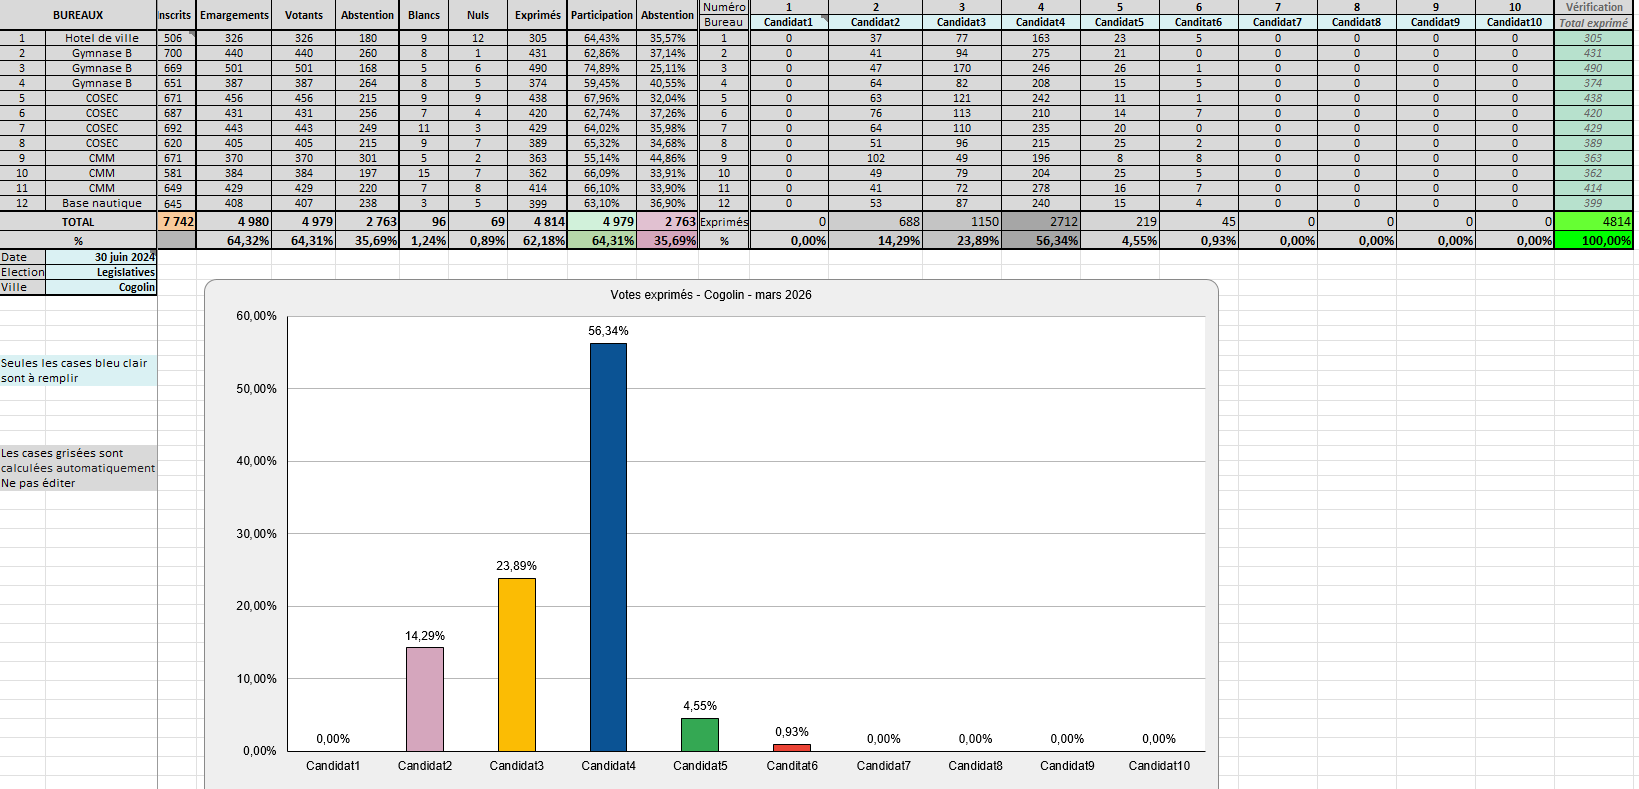 BUREAUX Inscrits Emargements Votants Abstention Blancs Nuls Exprimés Participation Abstention Numéro 1 2 3 4 5 6 7 8 9 10 Vérification
Bureau Candidat1 Candidat2 Candidat3 Candidat4 Candidat5 Canditat6 Candidat7 Candidat8 Candidat9 Candidat10 Total exprimé
1 Hotel de ville 506 326 326 180 9 12 305 64,43% 35,57% 1 0 37 77 163 23 5 0 0 0 0 305
2 Gymnase B 700 440 440 260 8 1 431 62,86% 37,14% 2 0 41 94 275 21 0 0 0 0 0 431
3 Gymnase B 669 501 501 168 5 6 490 74,89% 25,11% 3 0 47 170 246 26 1 0 0 0 0 490
4 Gymnase B 651 387 387 264 8 5 374 59,45% 40,55% 4 0 64 82 208 15 5 0 0 0 0 374
5 COSEC 671 456 456 215 9 9 438 67,96% 32,04% 5 0 63 121 242 11 1 0 0 0 0 438
6 COSEC 687 431 431 256 7 4 420 62,74% 37,26% 6 0 76 113 210 14 7 0 0 0 0 420
7 COSEC 692 443 443 249 11 3 429 64,02% 35,98% 7 0 64 110 235 20 0 0 0 0 0 429
8 COSEC 620 405 405 215 9 7 389 65,32% 34,68% 8 0 51 96 215 25 2 0 0 0 0 389
9 CMM 671 370 370 301 5 2 363 55,14% 44,86% 9 0 102 49 196 8 8 0 0 0 0 363
10 CMM 581 384 384 197 15 7 362 66,09% 33,91% 10 0 49 79 204 25 5 0 0 0 0 362
11 CMM 649 429 429 220 7 8 414 66,10% 33,90% 11 0 41 72 278 16 7 0 0 0 0 414
12 Base nautique 645 408 407 238 3 5 399 63,10% 36,90% 12 0 53 87 240 15 4 0 0 0 0 399
TOTAL 7 742 4 980 4 979 2 763 96 69 4 814 4 979 2 763 Exprimés 0 688 1150 2712 219 45 0 0 0 0 4814
% 64,32% 64,31% 35,69% 1,24% 0,89% 62,18% 64,31% 35,69% % 0,00% 14,29% 23,89% 56,34% 4,55% 0,93% 0,00% 0,00% 0,00% 0,00% 100,00%
Date 30 juin 2024
Election Legislatives
Ville Cogolin
Seules les cases bleu clair
sont à remplir
Les cases grisées sont
calculées automatiquement
Ne pas éditer
Votes exprimés - Cogolin - mars 2026
60,00%
50,00%
40,00%
30,00%
20,00%
10,00%
0,00%
0,00% 14,29% 23,89% 56,34% 4,55% 0,93% 0,00% 0,00% 0,00% 0,00%
Candidat1 Candidat2 Candidat3 Candidat4 Candidat5 Canditat6 Candidat7 Candidat8 Candidat9 Candidat10